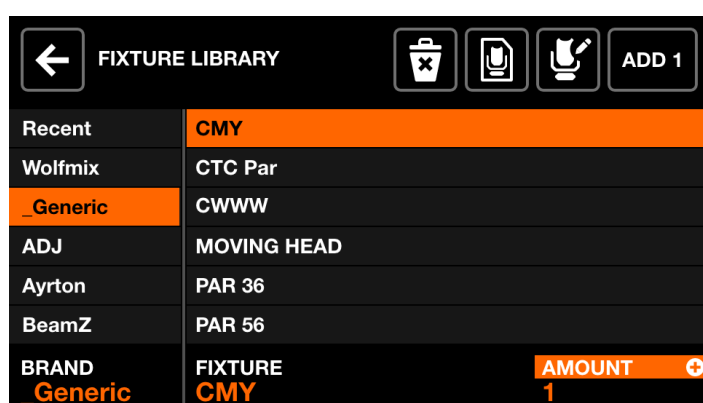 FIXTURE LIBRARY
ADD 1
Recent
CMY
Wolfmix
CTC Par
_Generic
CWWW
ADJ
MOVING HEAD
Ayrton
PAR 36
BeamZ
PAR 56
BRAND
FIXTURE
AMOUNT
_Generic
CMY
1